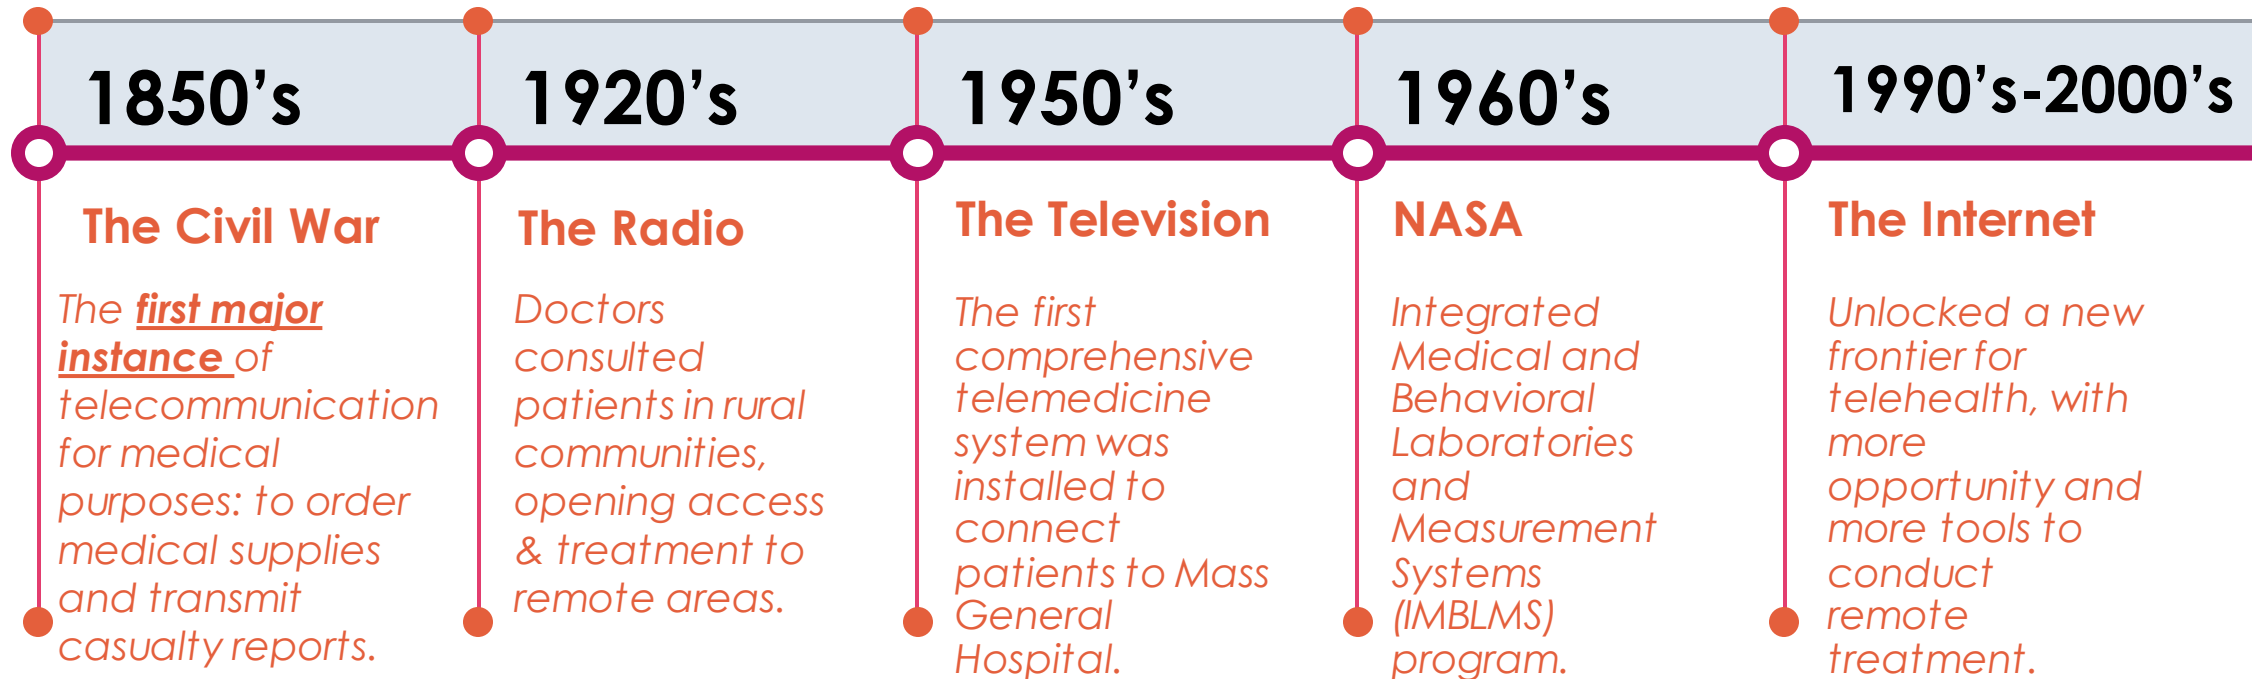 1850's
1920's
1950's
1960's
1990's-2000's
The Civil War
The first major
instance of
telecommunication
for medical
purposes: to order
medical supplies
and transmit
casualty reports.
The Radio
Doctors
consulted
patients in rural
communities,
opening access
& treatment to
remote areas.
The Television
The first
comprehensive
telemedicine
system was
installed to
connect
patients to Mass
General
Hospital.
NASA
Integrated
Medical and
Behavioral
Laboratories
and
Measurement
Systems
(IMBLMS)
program.
The Internet
Unlocked a new
frontier for
telehealth, with
more
opportunity and
more tools to
conduct
remote
treatment.